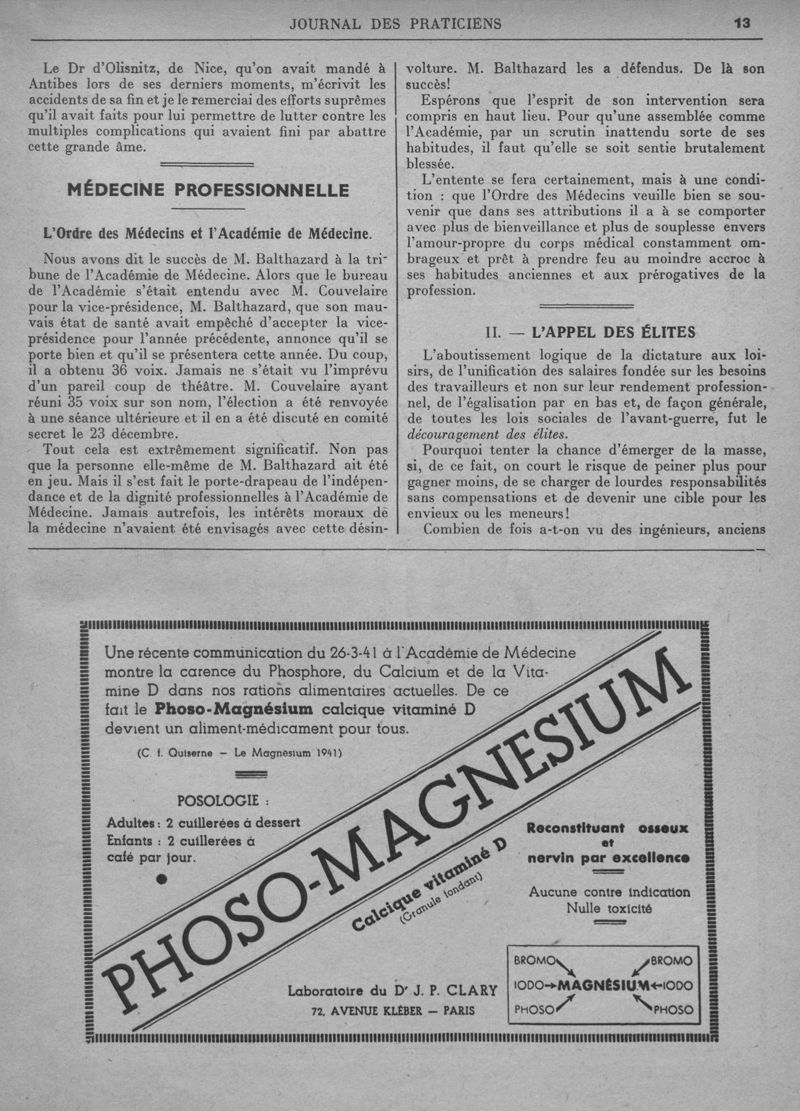 JOURNAL DES PRATICIENS
13
Le Dr d'Olisnitz, de Nice, qu'on avait mandé à
Antibes lors de ses derniers moments, m'écrivit les
accidents de sa fin et je le remerciai des efforts suprêmes
qu'il avait faits pour lui permettre de lutter contre les
multiples complications qui avaient fini par abattre
cette grande âme.
MÉDECINE PROFESSIONNELLE
L'Ordre des Médecins et l'Académie de Médecine.
Nous avons dit le succès de M. Balthazard à la tri-
bune de l'Académie de Médecine. Alors que le bureau
de l'Académie s'était entendu avec M. Couvelaire
pour la vice-présidence, M. Balthazard, que son mau-
vais état de santé avait empêché d'accepter la vice-
présidence pour l'année précédente, annonce qu'il se
porte bien et qu'il se présentera cette année. Du coup,
il a obtenu 36 voix. Jamais ne s'était vu l'imprévu
d'un pareil coup de théâtre. M. Couvelaire ayant
réuni 35 voix sur son nom, l'élection a été renvoyée
à une séance ultérieure et il en a été discuté en comité
secret le 23 décembre.
Tout cela est extrêmement significatif. Non pas
que la personne elle-même de M. Balthazard ait été
en jeu. Mais il s'est fait le porte-drapeau de l'indépen-
dance et de la dignité professionnelles à l'Académie de
Médecine. Jamais autrefois, les intérêts moraux de
la médecine n'avaient été envisagés avec cette désin-
volture. M. Balthazard les a défendus. De là son
succès!
Espérons que l'esprit de son intervention sera
compris en haut lieu. Pour qu'une assemblée comme
l'Académie, par un scrutin inattendu sorte de ses
habitudes, il faut qu'elle se soit sentie brutalement
blessée.
L'entente se fera certainement, mais à une condi-
tion : que l'Ordre des Médecins veuille bien se sou-
venir que dans ses attributions il a à se comporter
avec plus de bienveillance et plus de souplesse envers
l'amour-propre du corps médical constamment om-
brageux et prêt à prendre feu au moindre accroc à
ses habitudes anciennes et aux prérogatives de la
profession.
II. — L'APPEL DES ÉLITES
L'aboutissement logique de la dictature aux loi-
sirs, de l'unification des salaires fondée sur les besoins
des travailleurs et non sur leur rendement profession-
nel, de l'égalisation par en bas et, de façon générale,
de toutes les lois sociales de l'avant-guerre, fut le
découragement des élites.
Pourquoi tenter la chance d'émerger de la masse,
si, de ce fait, on court le risque de peiner plus pour
gagner moins, de se charger de lourdes responsabilités
sans compensations et de devenir une cible pour les
envieux ou les meneurs!
Combien de fois a-t-on vu des ingénieurs, anciens
Une récente communication du 26-3-41 à l'Académie de Médecine
montre la carence du Phosphore, du Calcium et de la Vita-
mine D dans nos rations alimentaires actuelles. De ce
fait le Phoso-Magnésium calcique vitaminé D
devient un aliment-médicament pour tous.
(C. f. Quiserne — Le Magnesium 1941)
POSOLOGIE :
Adultes : 2 cuillerées à dessert
Enfants : 2 cuillerées à
café par jour.
PHOSO-MAGNESIUM
Calcique vitaminé D
(Granule fondant)
Reconstituant osseux
et
nervin par excellence
Aucune contre indication
Nulle toxicité
Laboratoire du Dr J. P. CLARY
72, AVENUE KLÉBER — PARIS
BROMO BROMO
IODO→MAGNÉSIUM←IODO
PHOSO PHOSO